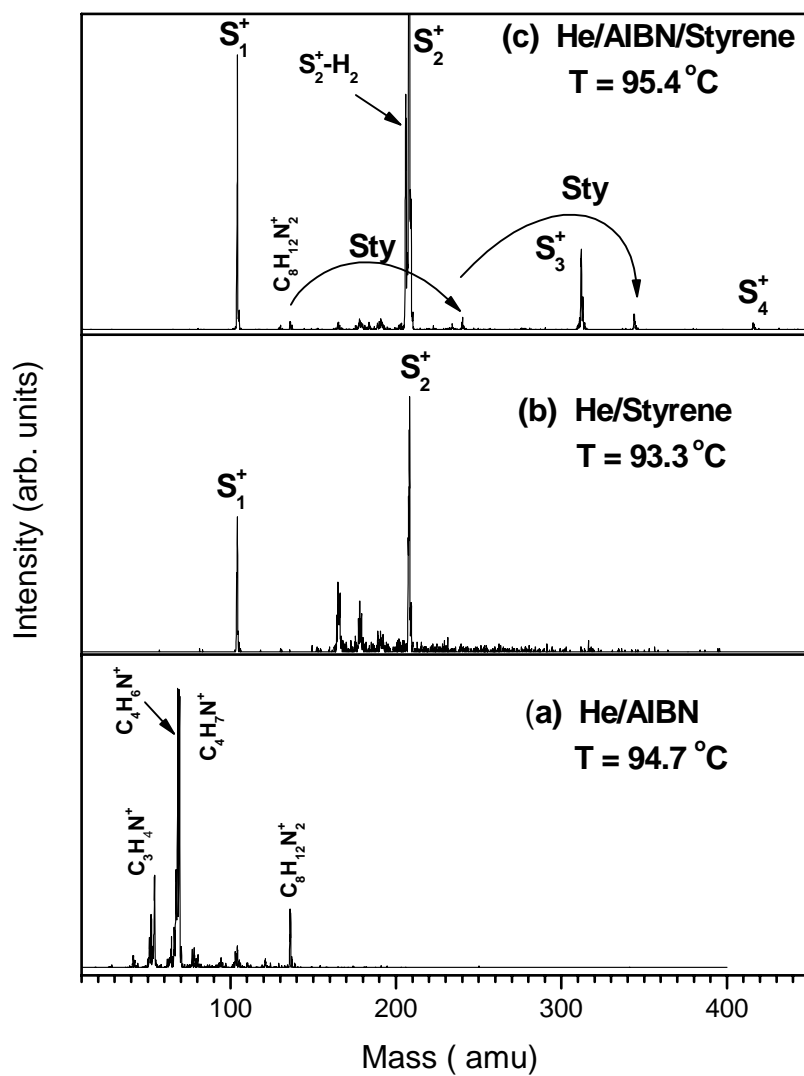 S₁⁺
S₂⁺-H₂
S₂⁺
(c) He/AIBN/Styrene
T = 95.4 °C
C₈H₁₂N₂⁺
Sty
Sty
S₃⁺
S₄⁺
S₁⁺
S₂⁺
(b) He/Styrene
T = 93.3 °C
C₃H₄N⁺
C₄H₆N⁺
C₄H₇N⁺
C₈H₁₂N₂⁺
(a) He/AIBN
T = 94.7 °C
Intensity (arb. units)
100 200 300 400
Mass ( amu)